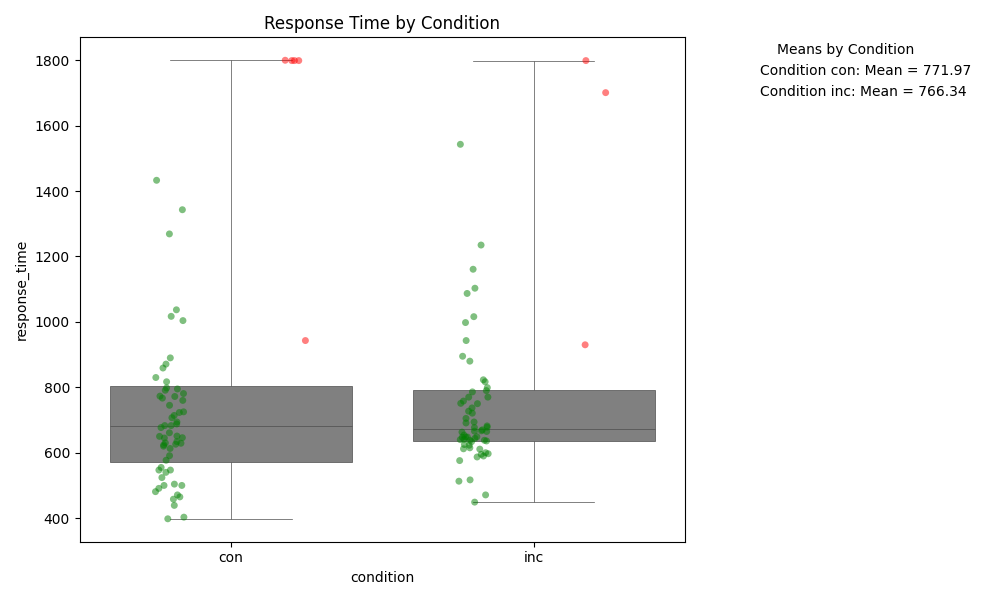 Response Time by Condition
Means by Condition
Condition con: Mean = 771.97
Condition inc: Mean = 766.34
response_time
1800
1600
1400
1200
1000
800
600
400
con
inc
condition